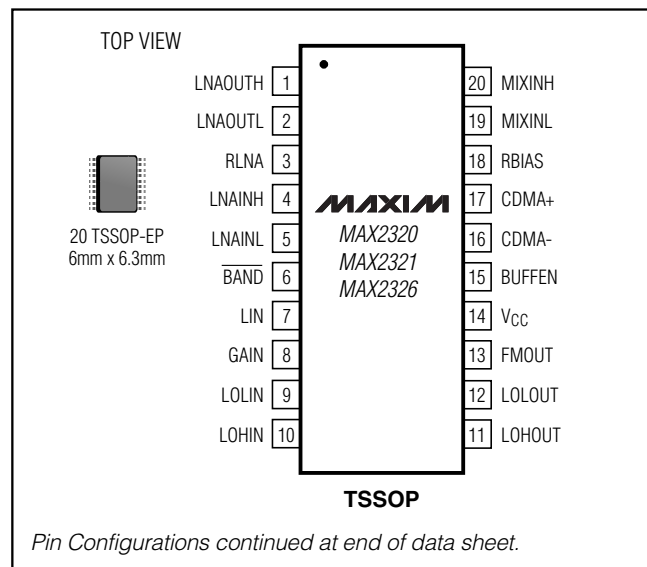 TOP VIEW
20 TSSOP-EP
6mm x 6.3mm
LNAOUTH 1
LNAOUTL 2
RLNA 3
LNAINH 4
LNAINL 5
BAND 6
LIN 7
GAIN 8
LOLIN 9
LOHIN 10
MAXIM
MAX2320
MAX2321
MAX2326
20 MIXINH
19 MIXINL
18 RBIAS
17 CDMA+
16 CDMA-
15 BUFFEN
14 VCC
13 FMOUT
12 LOLOUT
11 LOHOUT
TSSOP
Pin Configurations continued at end of data sheet.